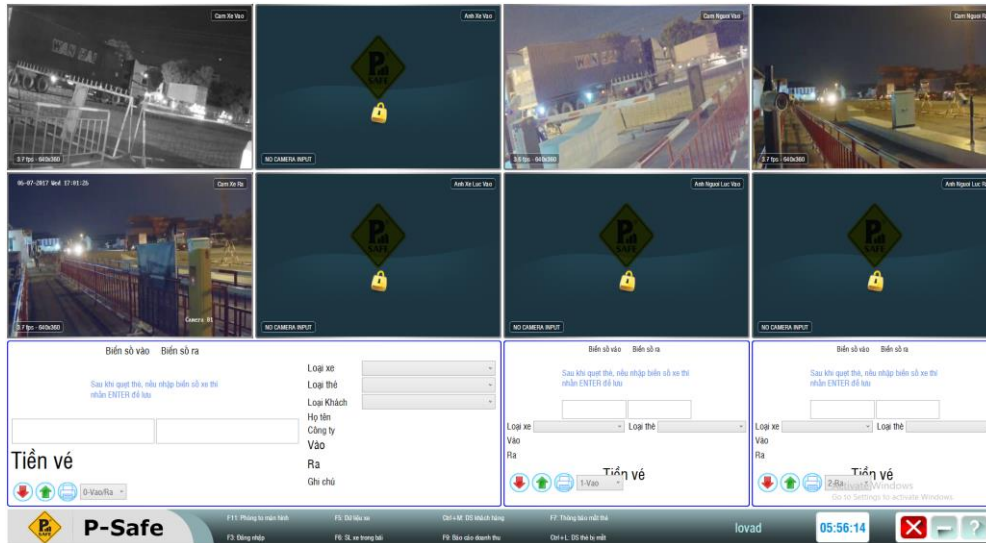 Cam Xe Vao
Anh Xe Vao
Cam Nguoi Vao
Cam Nguoi Ra
WAN HAI
WAN HAI
P
SAFE
3.7 fps - 640x360
NO CAMERA INPUT
3.6 fps - 640x360
3.7 fps - 640x360
06-07-2017 Wed 17:01:26
Cam Xe Ra
Anh Xe Luc Vao
Anh Nguoi Luc Vao
Anh Nguoi Luc Ra
P
SAFE
P
SAFE
P
SAFE
Camera 01
3.7 fps - 640x360
NO CAMERA INPUT
NO CAMERA INPUT
NO CAMERA INPUT
Biển số vào Biển số ra
Sau khi quẹt thẻ, nếu nhập biển số xe thì
nhấn ENTER để lưu
Loại xe
Loại thẻ
Loại Khách
Họ tên
Công ty
Vào
Ra
Ghi chú
Tiền vé
0-Vao/Ra
Biển số vào Biển số ra
Sau khi quẹt thẻ, nếu nhập biển số xe thì
nhấn ENTER để lưu
Loại xe Loại thẻ
Vào
Ra
Tiền vé
1-Vao
Biển số vào Biển số ra
Sau khi quẹt thẻ, nếu nhập biển số xe thì
nhấn ENTER để lưu
Loại xe Loại thẻ
Vào
Ra
Tiền vé
2-Ra
Activate Windows
Go to Settings to activate Windows.
P
SAFE
P-Safe
F11: Phóng to màn hình F5: Dữ liệu xe Ctrl+M: DS khách hàng F7: Thông báo mất thẻ
F3: Đăng nhập F6: SL xe trong bãi F9: Báo cáo doanh thu Ctrl+L: DS thẻ bị mất
lovad
05:56:14